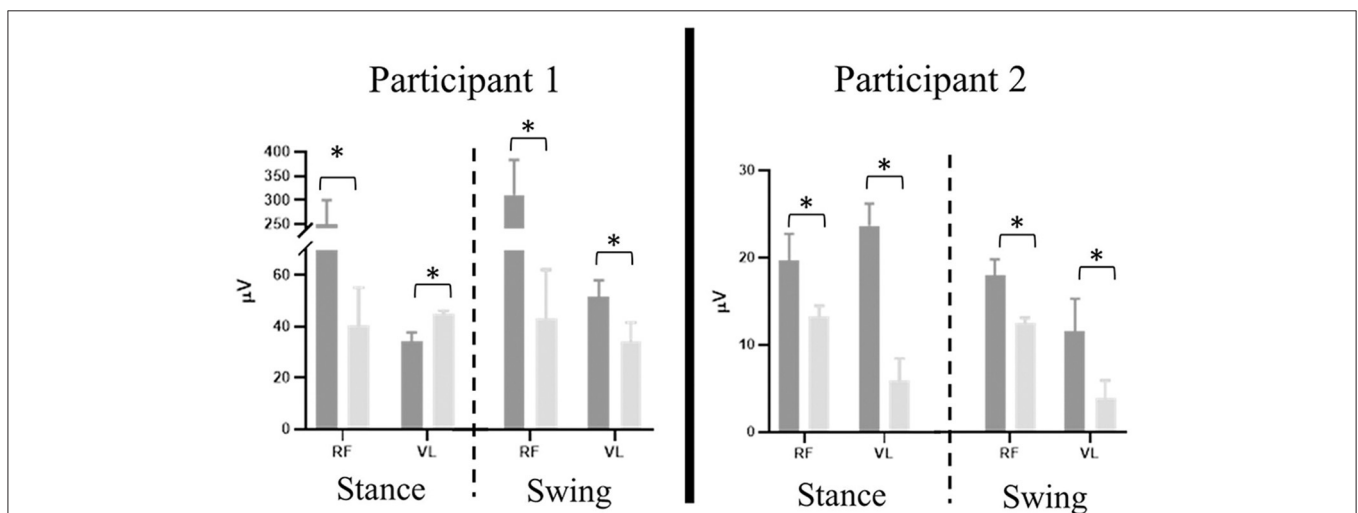 Participant 1
*
*
*
*
400
350
300
250
60
40
20
0
µV
RF
VL
RF
VL
Stance
Swing
Participant 2
*
*
*
*
30
20
10
0
µV
RF
VL
RF
VL
Stance
Swing